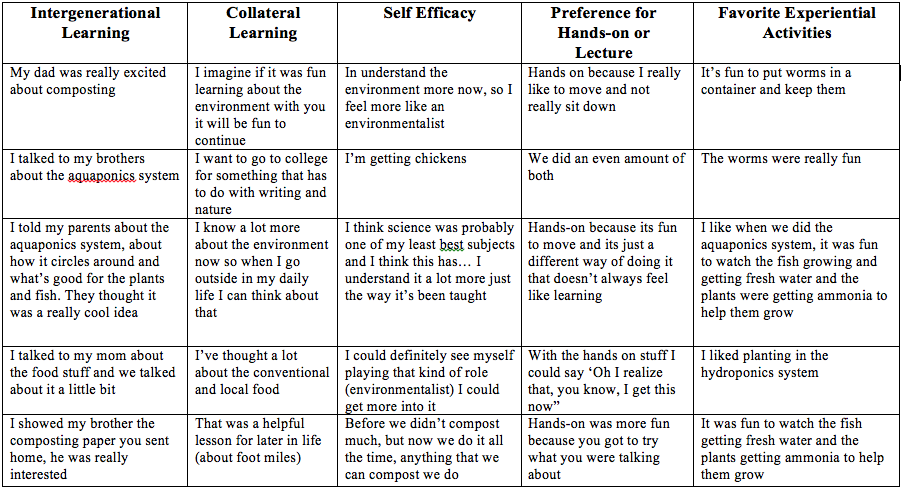 Intergenerational
Learning
Collateral
Learning
Self Efficacy
Preference for
Hands-on or
Lecture
Favorite Experiential
Activities
My dad was really excited
about composting
I imagine if it was fun
learning about the
environment with you
it will be fun to
continue
In understand the
environment more now, so I
feel more like an
environmentalist
Hands on because I really
like to move and not
really sit down
It's fun to put worms in a
container and keep them
I talked to my brothers
about the aquaponics system
I want to go to college
for something that has
to do with writing and
nature
I'm getting chickens
We did an even amount of
both
The worms were really fun
I told my parents about the
aquaponics system, about
how it circles around and
what's good for the plants
and fish. They thought it
was a really cool idea
I know a lot more
about the environment
now so when I go
outside in my daily
life I can think about
that
I think science was probably
one of my least best subjects
and I think this has… I
understand it a lot more just
the way it's been taught
Hands-on because its fun
to move and its just a
different way of doing it
that doesn't always feel
like learning
I like when we did the
aquaponics system, it was fun
to watch the fish growing and
getting fresh water and the
plants were getting ammonia to
help them grow
I talked to my mom about
the food stuff and we talked
about it a little bit
I've thought a lot
about the conventional
and local food
I could definitely see myself
playing that kind of role
(environmentalist) I could
get more into it
With the hands on stuff I
could say 'Oh I realize
that, you know, I get this
now"
I liked planting in the
hydroponics system
I showed my brother the
composting paper you sent
home, he was really
interested
That was a helpful
lesson for later in life
(about foot miles)
Before we didn't compost
much, but now we do it all
the time, anything that we
can compost we do
Hands-on was more fun
because you got to try
what you were talking
about
It was fun to watch the fish
getting fresh water and the
plants getting ammonia to help
them grow